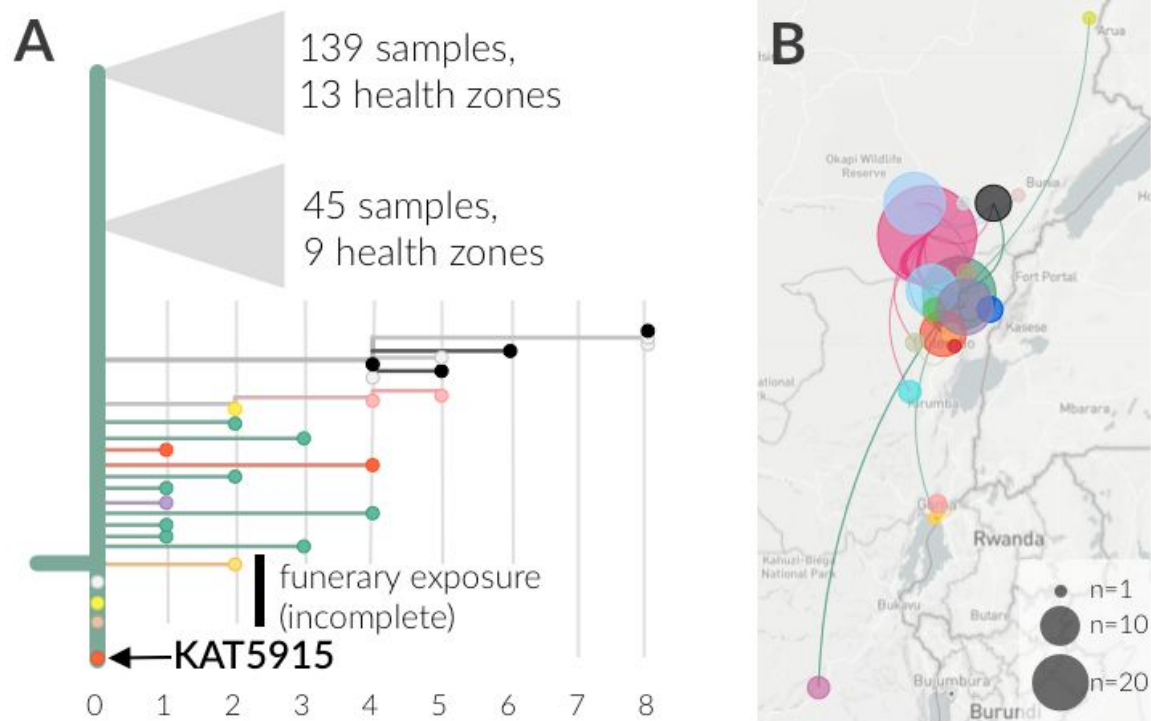 A
139 samples,
13 health zones
45 samples,
9 health zones
funerary exposure
(incomplete)
KAT5915
0 1 2 3 4 5 6 7 8
B
Arua
Okapi Wildlife
Reserve
Bunia
Fort Portal
Kasese
Mbarara
Goma
Rwanda
Kahuzi-Biega
National Park
Bukavu
Butare
Bujumbura
Burundi
n=1
n=10
n=20